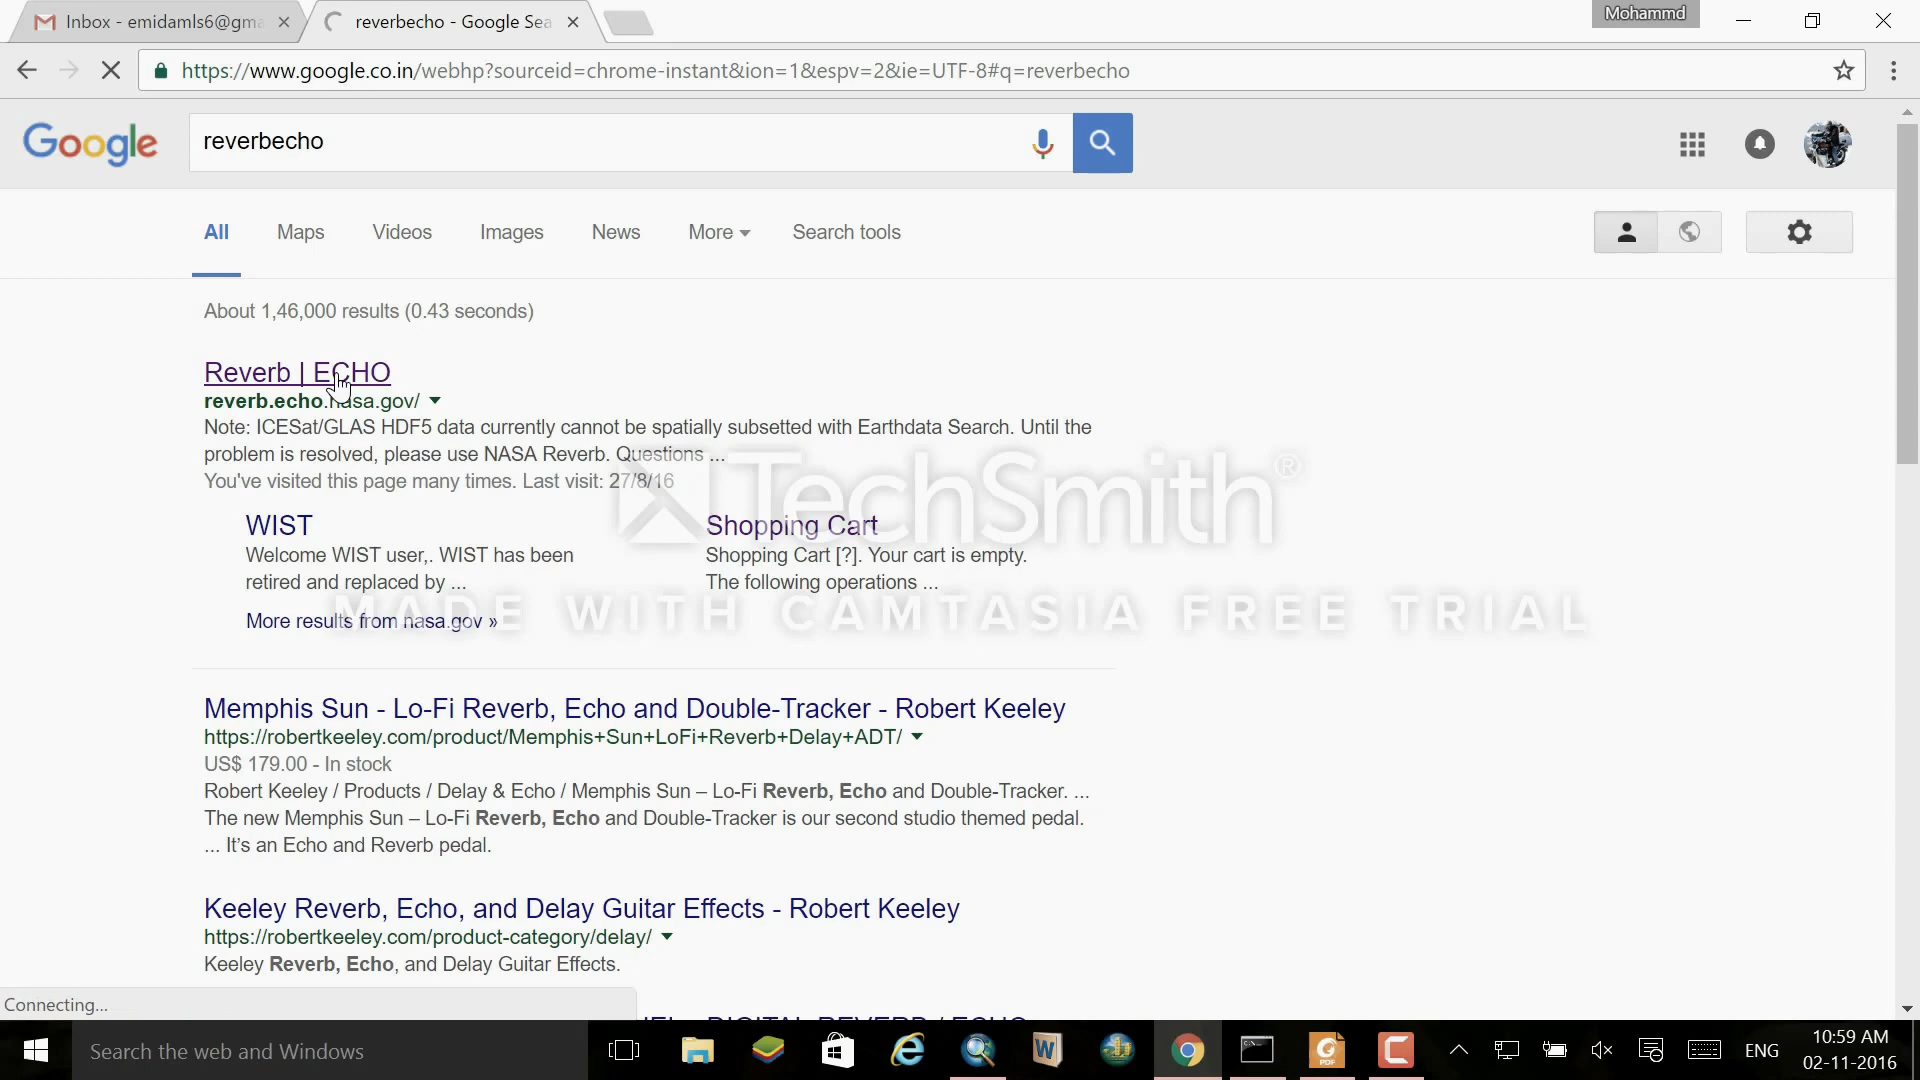 Inbox - emidamls6@gma
reverbecho - Google Sea
Mohammd
https://www.google.co.in/webhp?sourceid=chrome-instant&ion=1&espv=2&ie=UTF-8#q=reverbecho
Google
reverbecho
All
Maps
Videos
Images
News
More
Search tools
About 1,46,000 results (0.43 seconds)
Reverb | ECHO
reverb.echo.nasa.gov/
Note: ICESat/GLAS HDF5 data currently cannot be spatially subsetted with Earthdata Search. Until the
problem is resolved, please use NASA Reverb. Questions ...
You've visited this page many times. Last visit: 27/8/16
TechSmith®
WIST
Welcome WIST user,. WIST has been
retired and replaced by ...
Shopping Cart
Shopping Cart [?]. Your cart is empty.
The following operations ...
MADE WITH CAMTASIA FREE TRIAL
More results from nasa.gov »
Memphis Sun - Lo-Fi Reverb, Echo and Double-Tracker - Robert Keeley
https://robertkeeley.com/product/Memphis+Sun+LoFi+Reverb+Delay+ADT/
US$ 179.00 - In stock
Robert Keeley / Products / Delay & Echo / Memphis Sun – Lo-Fi Reverb, Echo and Double-Tracker. ...
The new Memphis Sun – Lo-Fi Reverb, Echo and Double-Tracker is our second studio themed pedal.
... It's an Echo and Reverb pedal.
Keeley Reverb, Echo, and Delay Guitar Effects - Robert Keeley
https://robertkeeley.com/product-category/delay/
Keeley Reverb, Echo, and Delay Guitar Effects.
Connecting...
DIGITAL REVERB / ECHO
Search the web and Windows
ENG
10:59 AM
02-11-2016